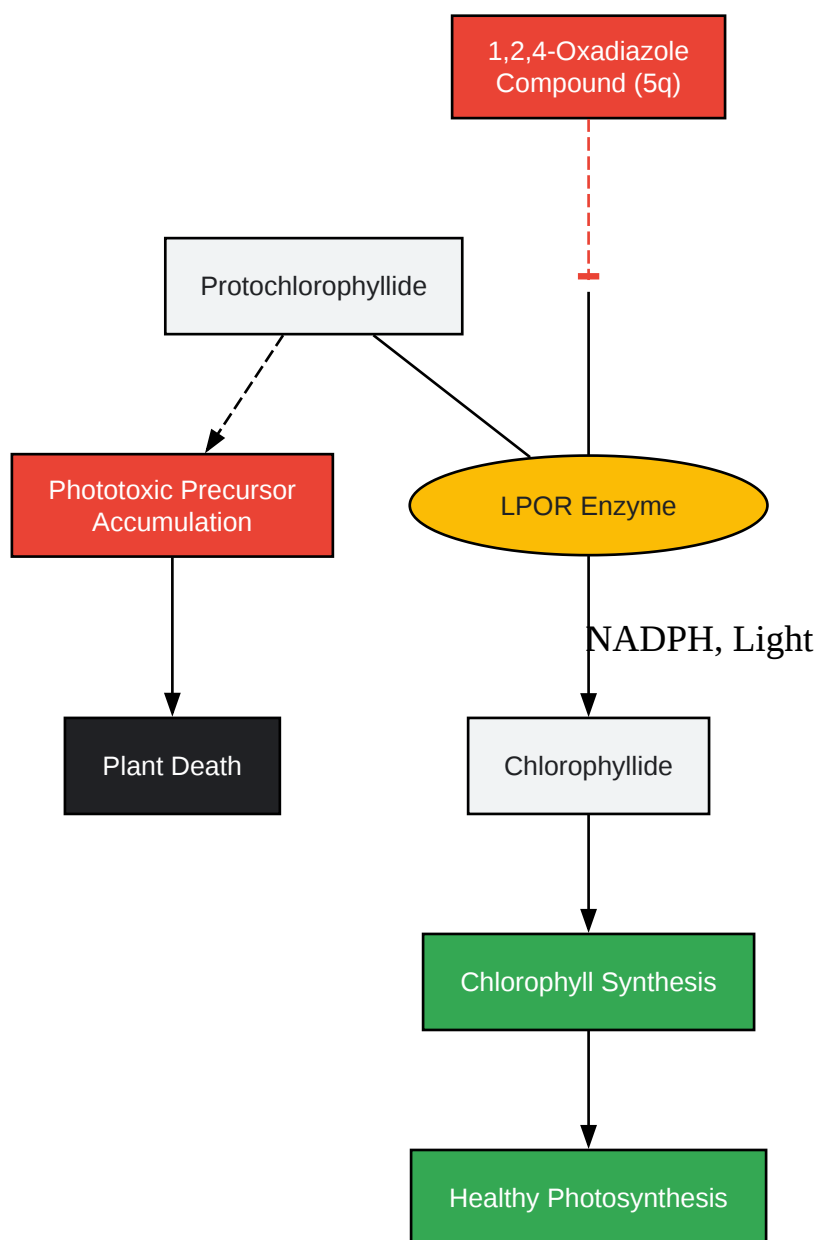 1,2,4-Oxadiazole
Compound (5q)
Protochlorophyllide
Phototoxic Precursor
Accumulation
LPOR Enzyme
NADPH, Light
Plant Death
Chlorophyllide
Chlorophyll Synthesis
Healthy Photosynthesis